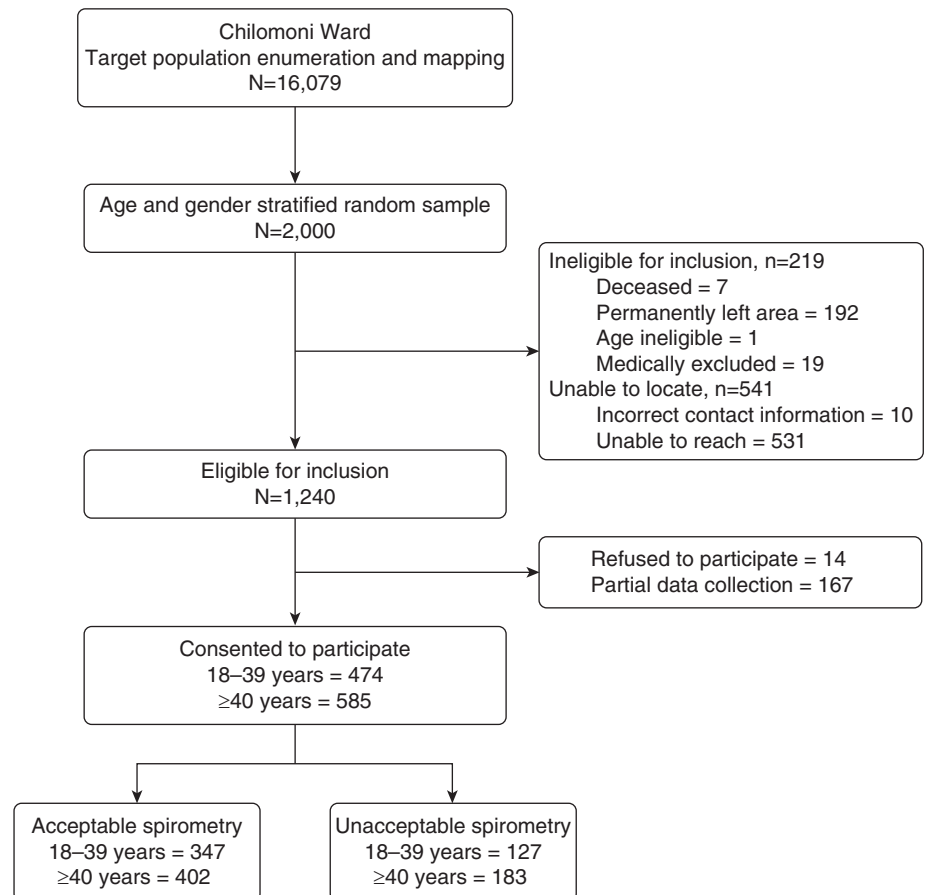 Chilomoni Ward
Target population enumeration and mapping
N=16,079
Age and gender stratified random sample
N=2,000
Ineligible for inclusion, n=219
Deceased = 7
Permanently left area = 192
Age ineligible = 1
Medically excluded = 19
Unable to locate, n=541
Incorrect contact information = 10
Unable to reach = 531
Eligible for inclusion
N=1,240
Refused to participate = 14
Partial data collection = 167
Consented to participate
18–39 years = 474
≥40 years = 585
Acceptable spirometry
18–39 years = 347
≥40 years = 402
Unacceptable spirometry
18–39 years = 127
≥40 years = 183